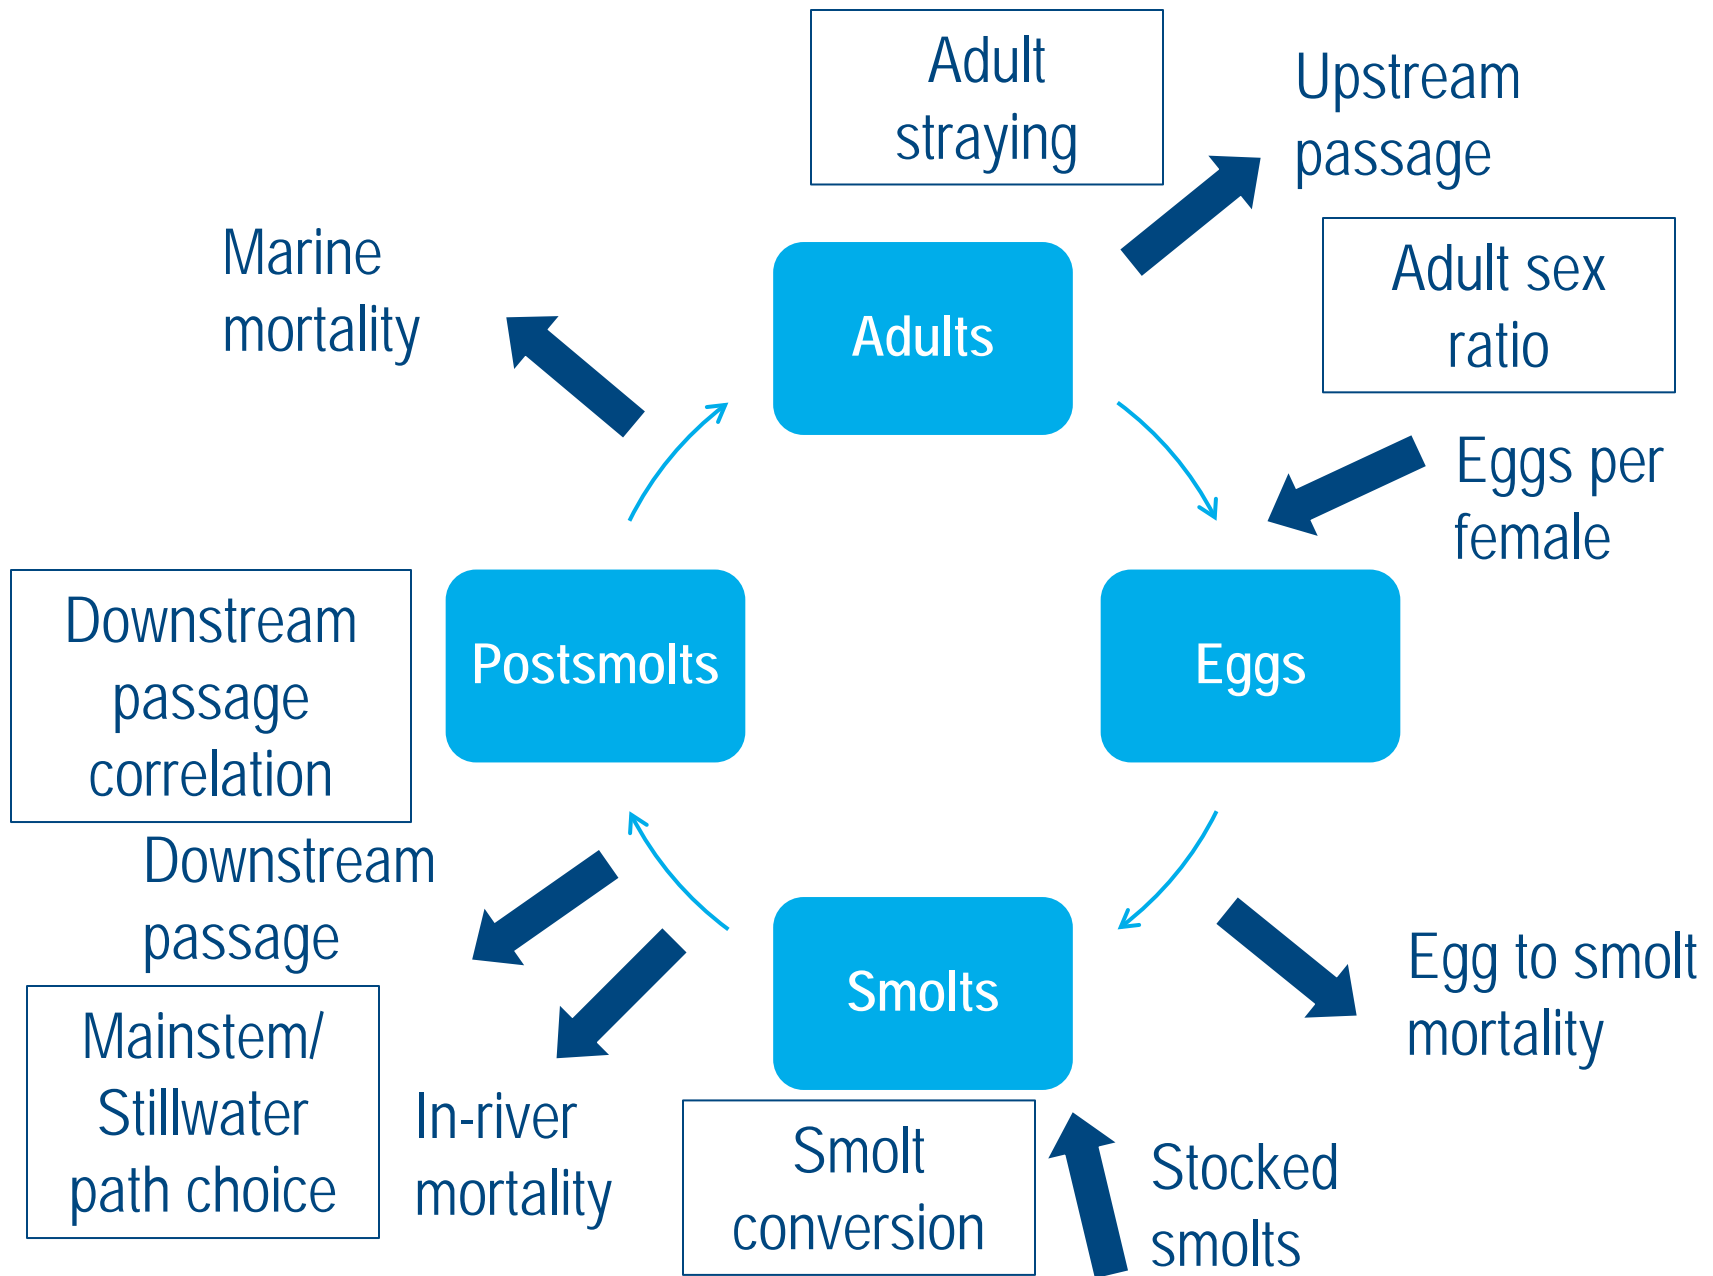 Adult
straying
Upstream
passage
Marine
mortality
Adults
Adult sex
ratio
Eggs per
female
Downstream
passage
correlation
Postsmolts
Eggs
Downstream
passage
Smolts
Egg to smolt
mortality
Mainstem/
Stillwater
path choice
In-river
mortality
Smolt
conversion
Stocked
smolts